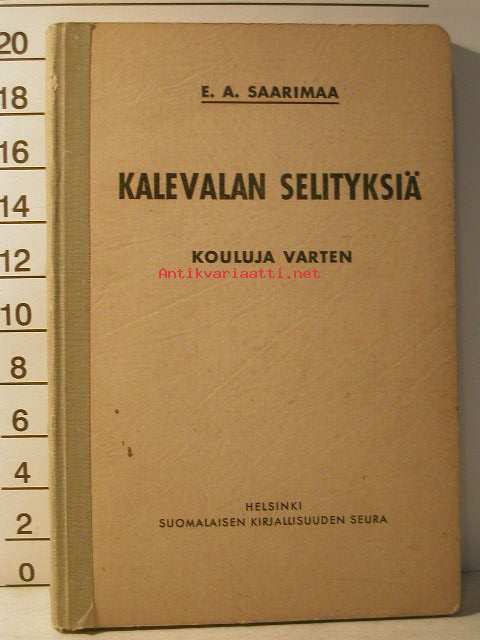 E. A. SAARIMAA
KALEVALAN SELITYKSIÄ
KOULUJA VARTEN
Antikvariaatti.net
HELSINKI
SUOMALAISEN KIRJALLISUUDEN SEURA
20
18
16
14
12
10
8
6
4
2
0